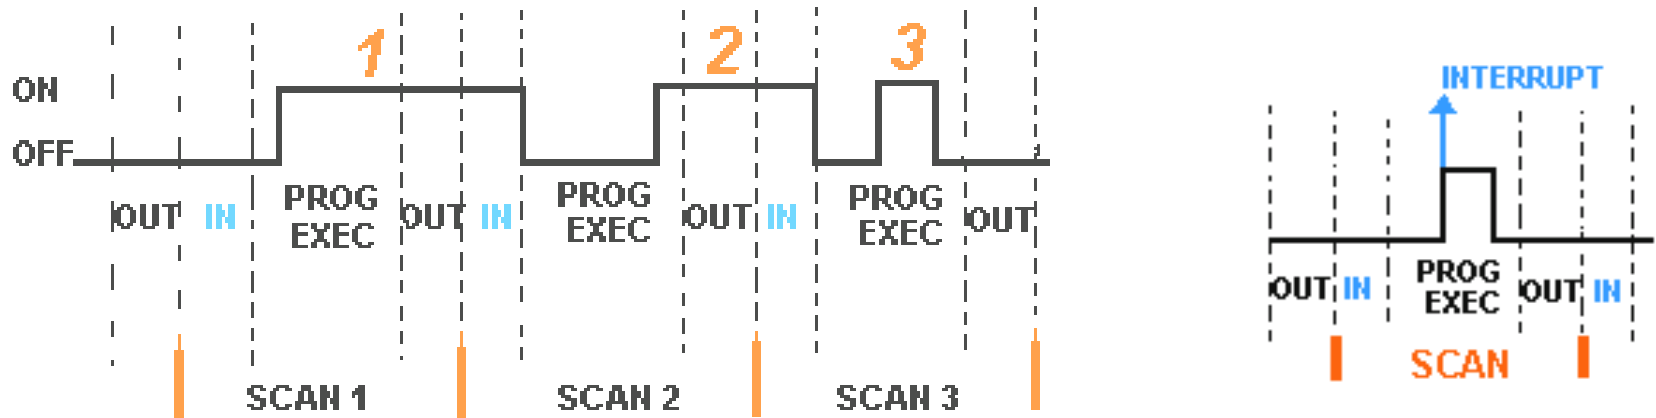 1 2 3
ON
OFF
OUT IN PROG EXEC OUT IN PROG EXEC OUT IN PROG EXEC OUT
SCAN 1 SCAN 2 SCAN 3
INTERRUPT
OUT IN PROG EXEC OUT IN
SCAN